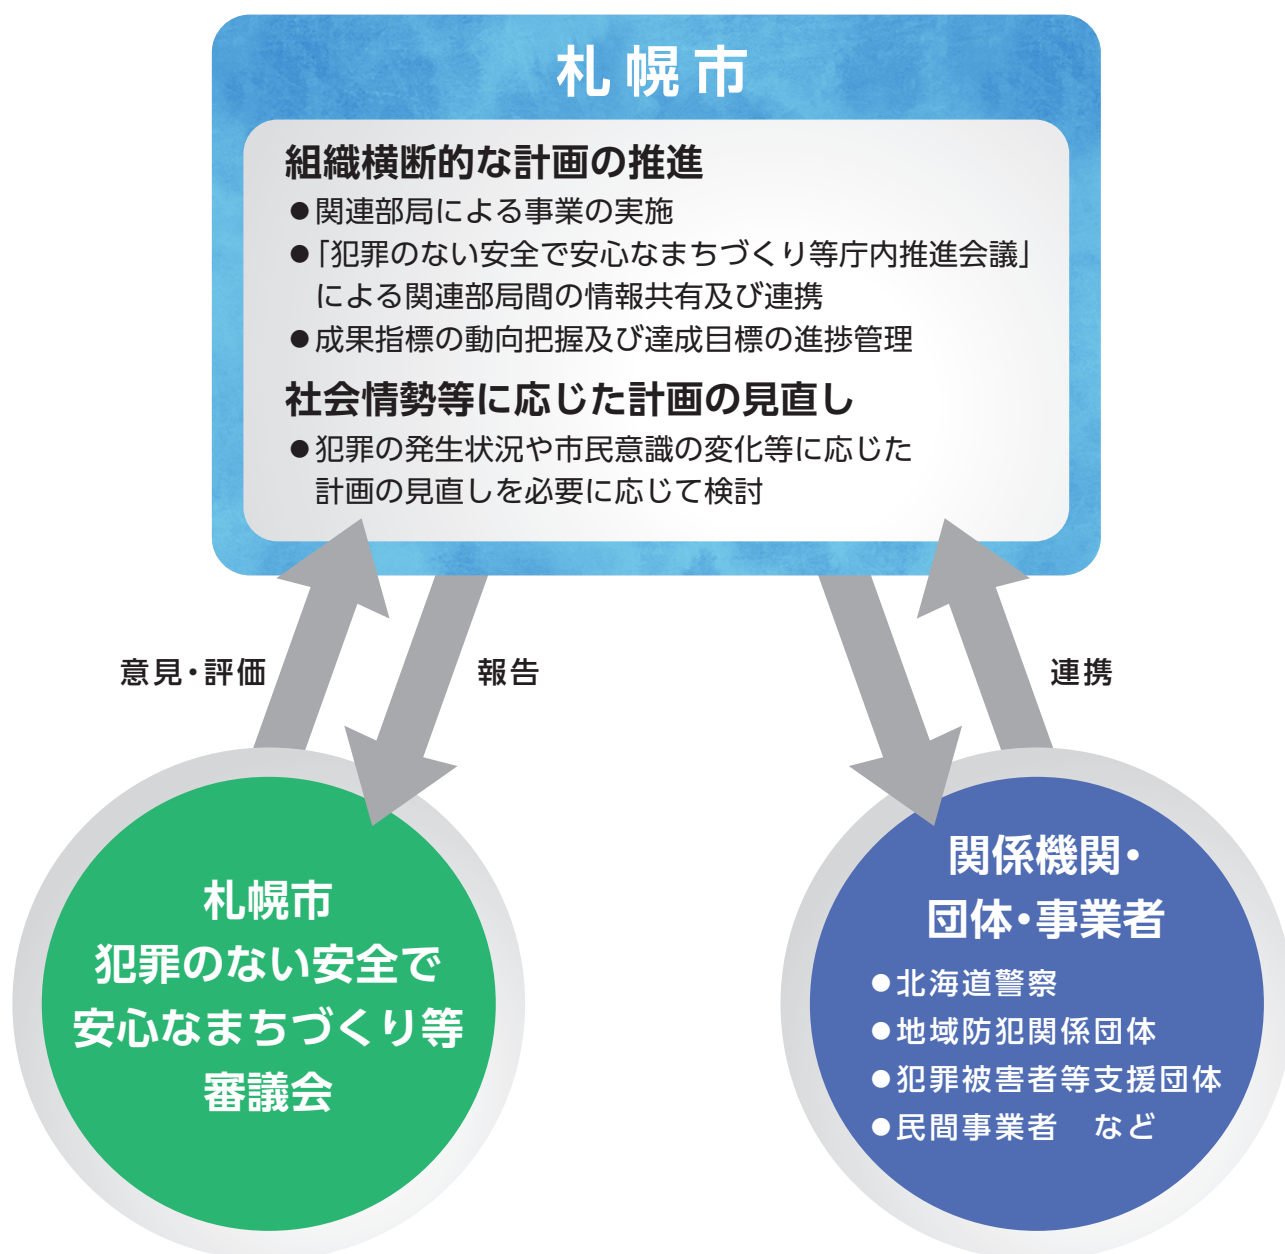 札幌市
組織横断的な計画の推進
●関連部局による事業の実施
●「犯罪のない安全で安心なまちづくり等庁内推進会議」
による関連部局間の情報共有及び連携
●成果指標の動向把握及び達成目標の進捗管理
社会情勢等に応じた計画の見直し
●犯罪の発生状況や市民意識の変化等に応じた
計画の見直しを必要に応じて検討
意見・評価
報告
連携
札幌市
犯罪のない安全で
安心なまちづくり等
審議会
関係機関・
団体・事業者
●北海道警察
●地域防犯関係団体
●犯罪被害者等支援団体
●民間事業者　など